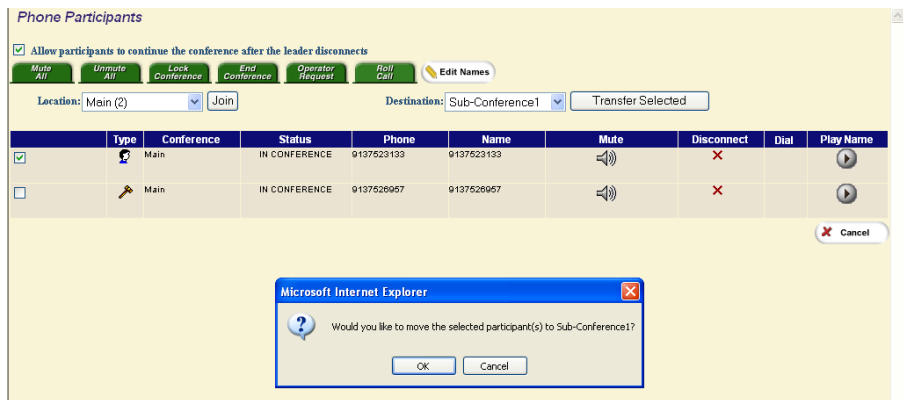 Phone Participants
Allow participants to continue the conference after the leader disconnects
Mute All Unmute All Lock Conference End Conference Operator Request Roll Call Edit Names
Location: Main (2) Join Destination: Sub-Conference1 Transfer Selected
Type Conference Status Phone Name Mute Disconnect Dial Play Name
Main IN CONFERENCE 9137523133 9137523133
Main IN CONFERENCE 9137526957 9137526957
Cancel
Microsoft Internet Explorer
Would you like to move the selected participant(s) to Sub-Conference1?
OK Cancel